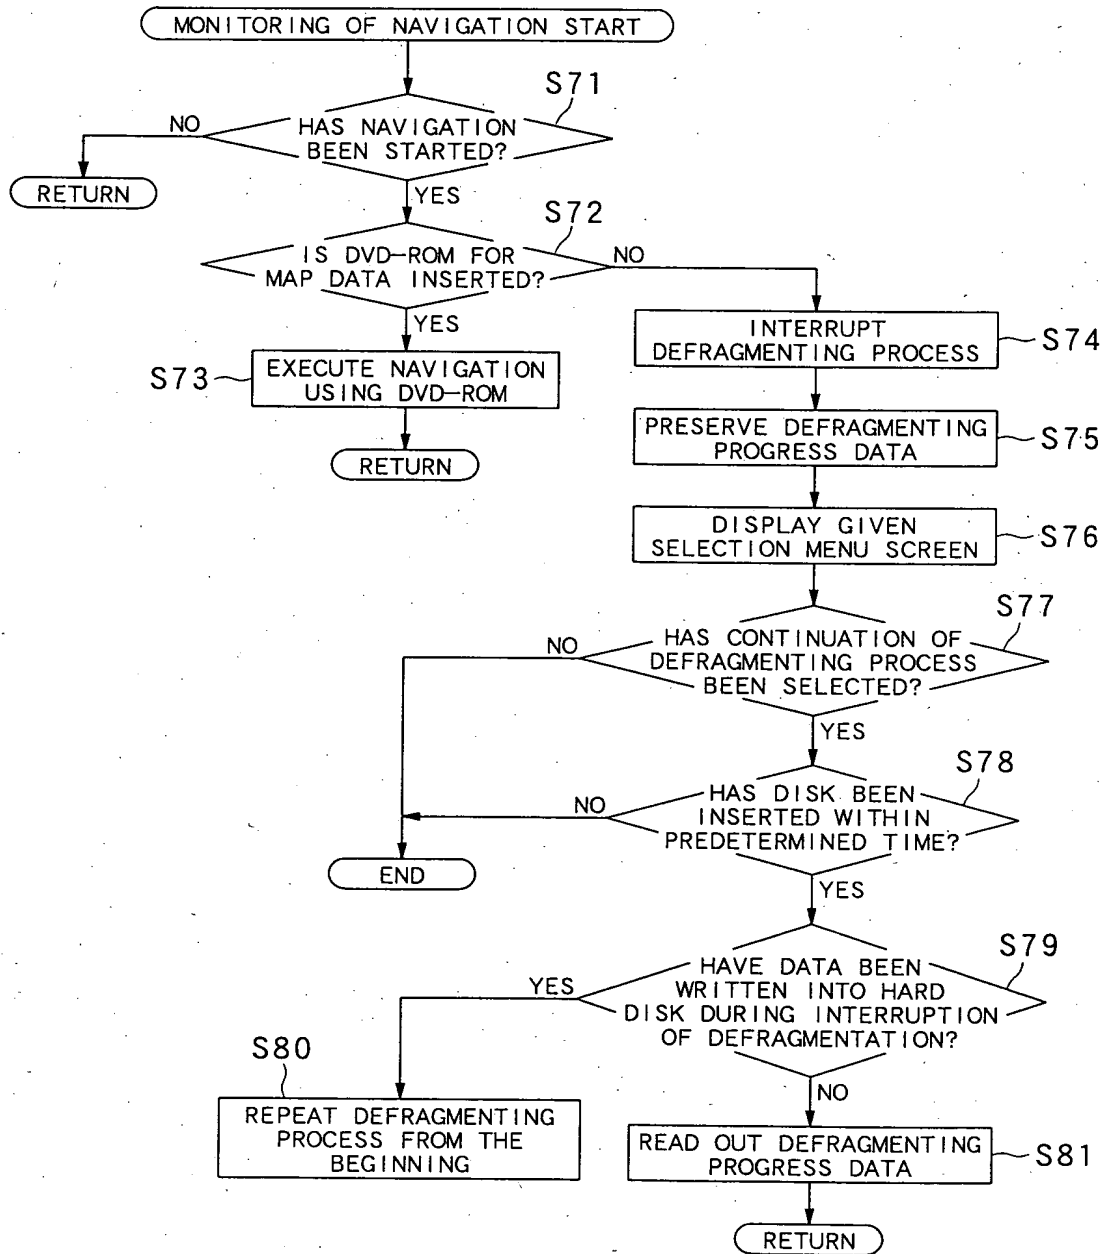 MONITORING OF NAVIGATION START
S71
NO
HAS NAVIGATION
BEEN STARTED?
RETURN
YES
S72
IS DVD-ROM FOR
MAP DATA INSERTED?
NO
YES
INTERRUPT
DEFRAGMENTING PROCESS
S74
S73
EXECUTE NAVIGATION
USING DVD-ROM
RETURN
PRESERVE DEFRAGMENTING
PROGRESS DATA
S75
DISPLAY GIVEN
SELECTION MENU SCREEN
S76
S77
NO
HAS CONTINUATION OF
DEFRAGMENTING PROCESS
BEEN SELECTED?
YES
S78
NO
HAS DISK BEEN
INSERTED WITHIN
PREDETERMINED TIME?
END
YES
S79
YES
HAVE DATA BEEN
WRITTEN INTO HARD
DISK DURING INTERRUPTION
OF DEFRAGMENTATION?
S80
NO
REPEAT DEFRAGMENTING
PROCESS FROM THE
BEGINNING
READ OUT DEFRAGMENTING
PROGRESS DATA
S81
RETURN